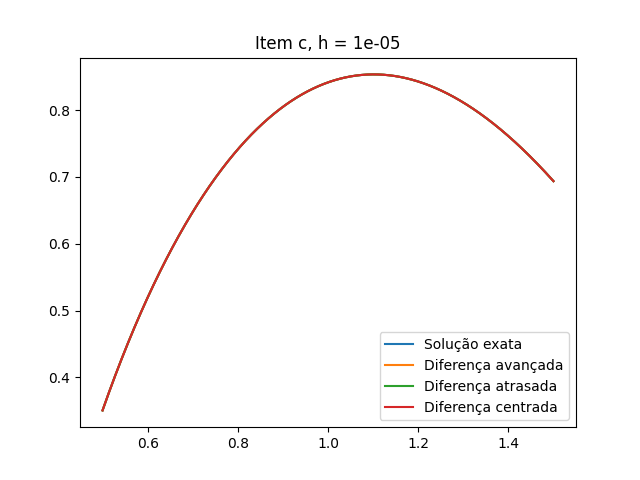 Item c, h = 1e-05
0.8
0.7
0.6
0.5
0.4
Solução exata
Diferença avançada
Diferença atrasada
Diferença centrada
0.6 0.8 1.0 1.2 1.4